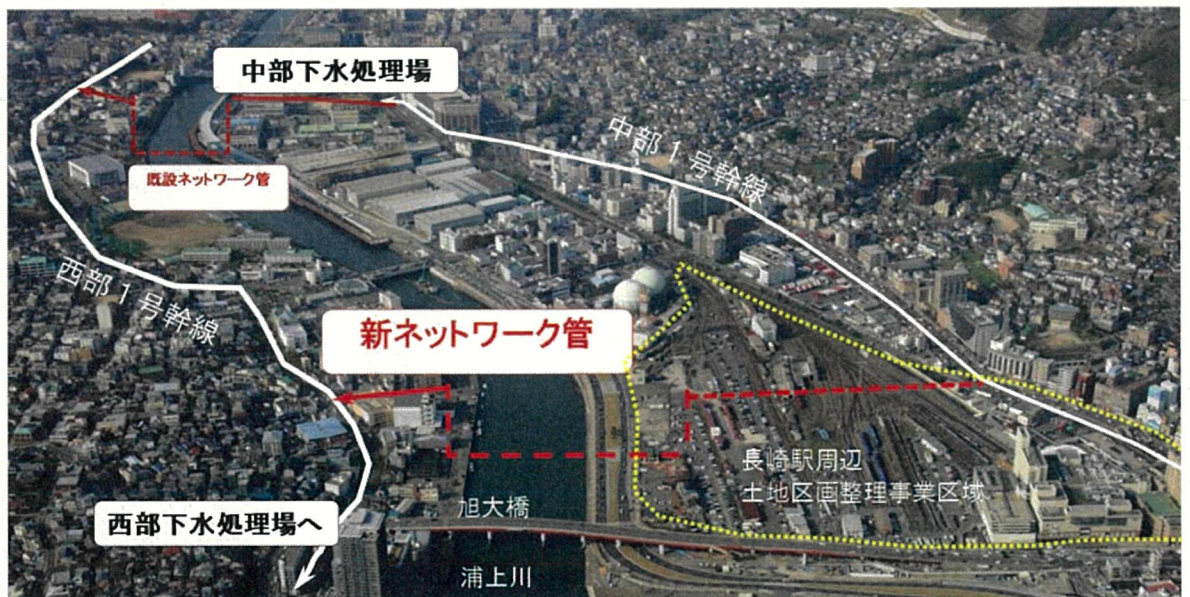 中部下水処理場
中部1号幹線
既設ネットワーク管
西部1号幹線
新ネットワーク管
長崎駅周辺
土地区画整理事業区域
旭大橋
西部下水処理場へ
浦上川